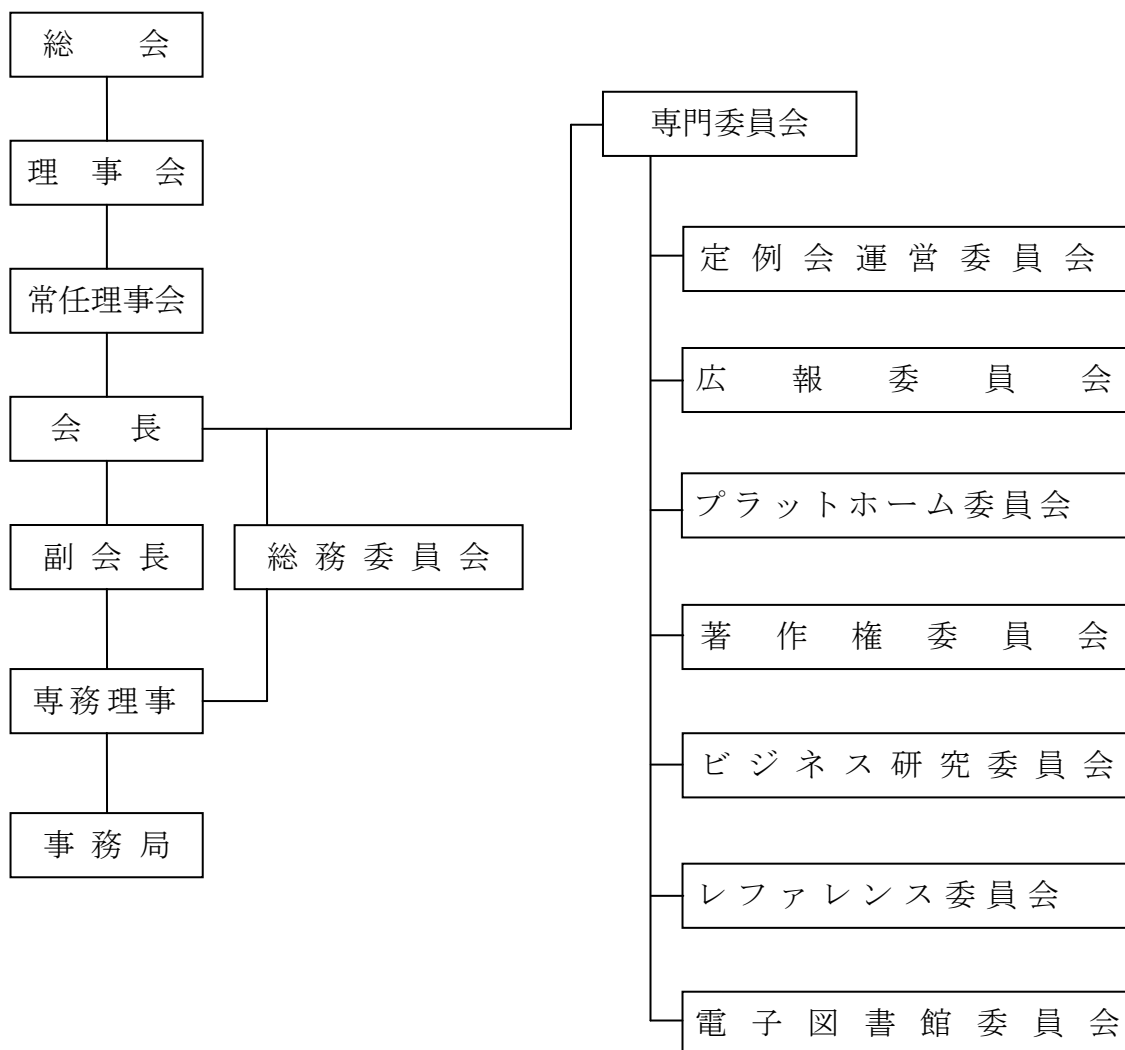 総会
理事会
常任理事会
会長
副会長
総務委員会
専務理事
事務局
専門委員会
定例会運営委員会
広報委員会
プラットホーム委員会
著作権委員会
ビジネス研究委員会
レファレンス委員会
電子図書館委員会